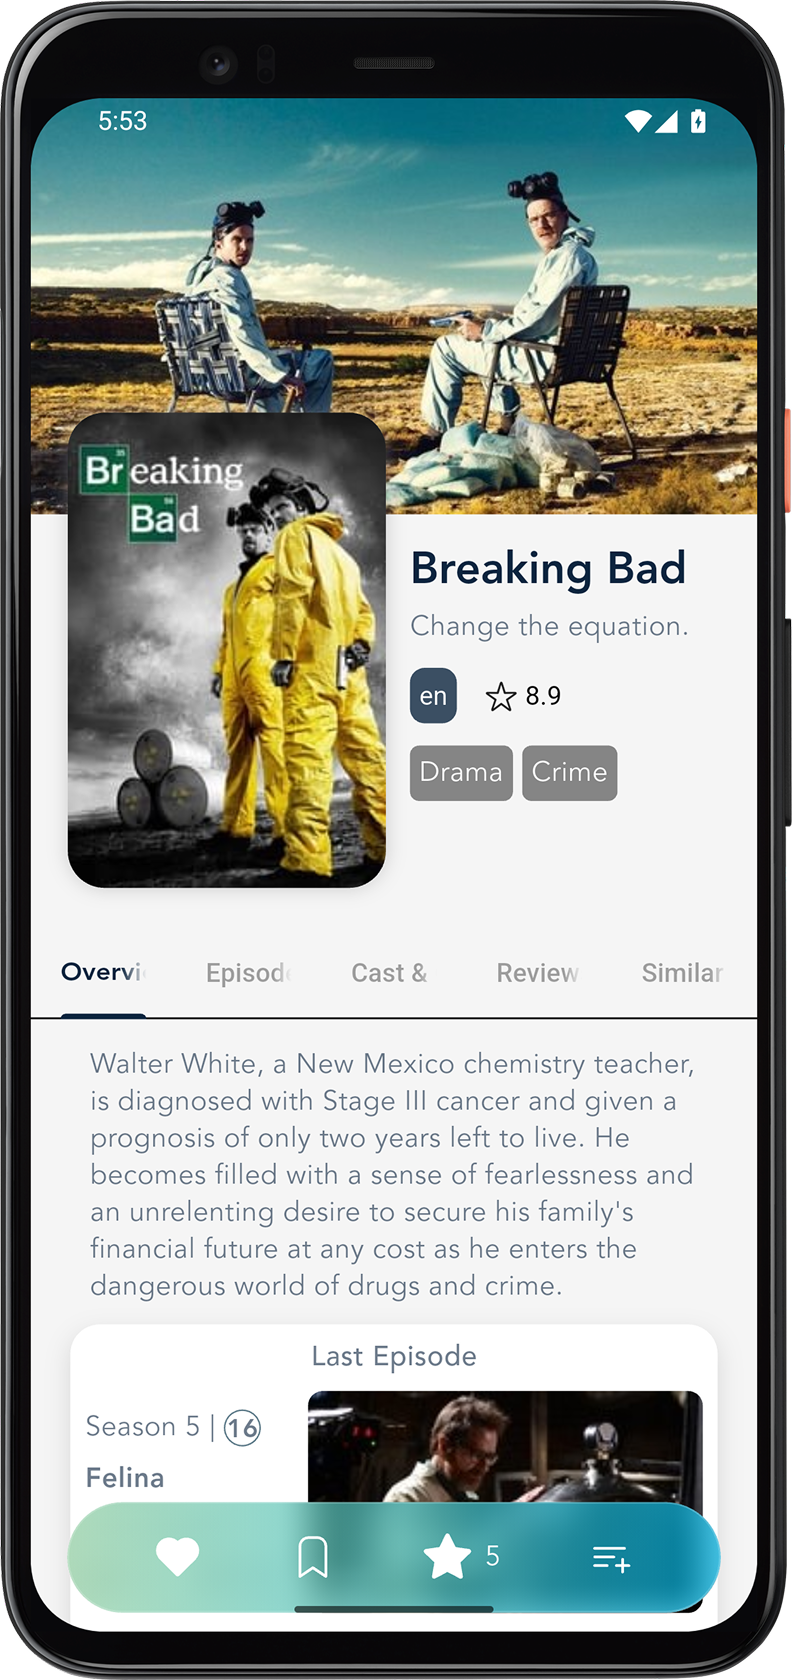 5:53
Breaking
Bad
Breaking Bad
Change the equation.
en
8.9
Drama
Crime
Overvi
Episode
Cast &
Review
Similar
Walter White, a New Mexico chemistry teacher,
is diagnosed with Stage III cancer and given a
prognosis of only two years left to live. He
becomes filled with a sense of fearlessness and
an unrelenting desire to secure his family's
financial future at any cost as he enters the
dangerous world of drugs and crime.
Last Episode
Season 5 | 16
Felina
5